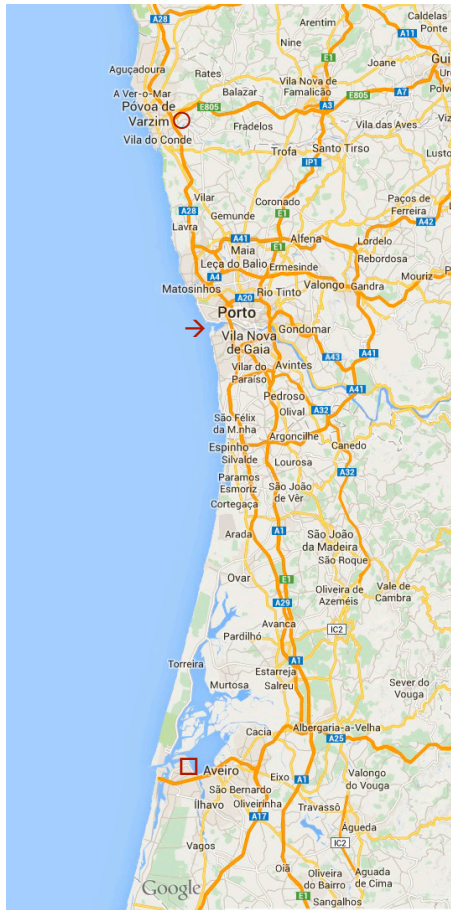 A28
Arentim
Caldelas
Ponte
Nine
E1
A11
Joane
Gui
Aguçadoura
Rates
Vila Nova de
Famalicão
A Ver-o-Mar
Balazar
E805
A7
Póvoa de
Varzim
E805
A3
Fradelos
Vila das Aves
Vila do Conde
Trofa
Santo Tirso
Lusto
IP1
Vilar
Coronado
Paços de
Ferreira
A28
Gemunde
E1
A42
Lavra
A41
Alfena
Lordelo
Maia
E1
Rebordosa
Leça do Balio
Ermesinde
A4
Mouriz
Matosinhos
Rio Tinto
Valongo
Gandra
A20
Porto
Gondomar
Vila Nova
de Gaia
A43
A41
Vilar do
Paraíso
Avintes
A41
Pedroso
Olival
A32
São Félix
da M.nha
Argoncilhe
Canedo
Espinho
Silvalde
Lourosa
A32
Paramos
Esmoriz
São João
de Vêr
Cortegaça
A1
Arada
São João
da Madeira
São Roque
Ovar
E1
Oliveira de
Azeméis
Vale de
Cambra
A29
Avanca
IC2
Pardilhó
Torreira
A1
Estarreja
Murtosa
Salreu
Sever do
Vouga
Albergaria-a-Velha
Cacia
A25
Aveiro
Eixo
A1
Valongo
do Vouga
São Bernardo
Ílhavo
Oliveirinha
Travassô
A17
Águeda
Vagos
IC2
Oiã
Oliveira
do Bairro
Aguada
de Cima
Google
E1
Sangalhos